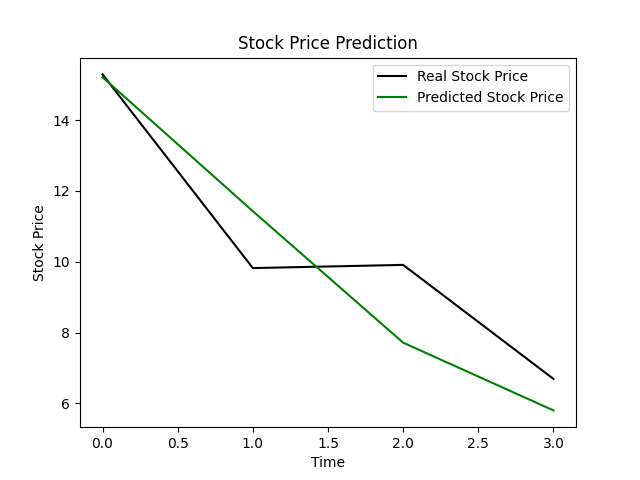 Stock Price Prediction
Real Stock Price
Predicted Stock Price
Stock Price
14
12
10
8
6
0.0 0.5 1.0 1.5 2.0 2.5 3.0
Time